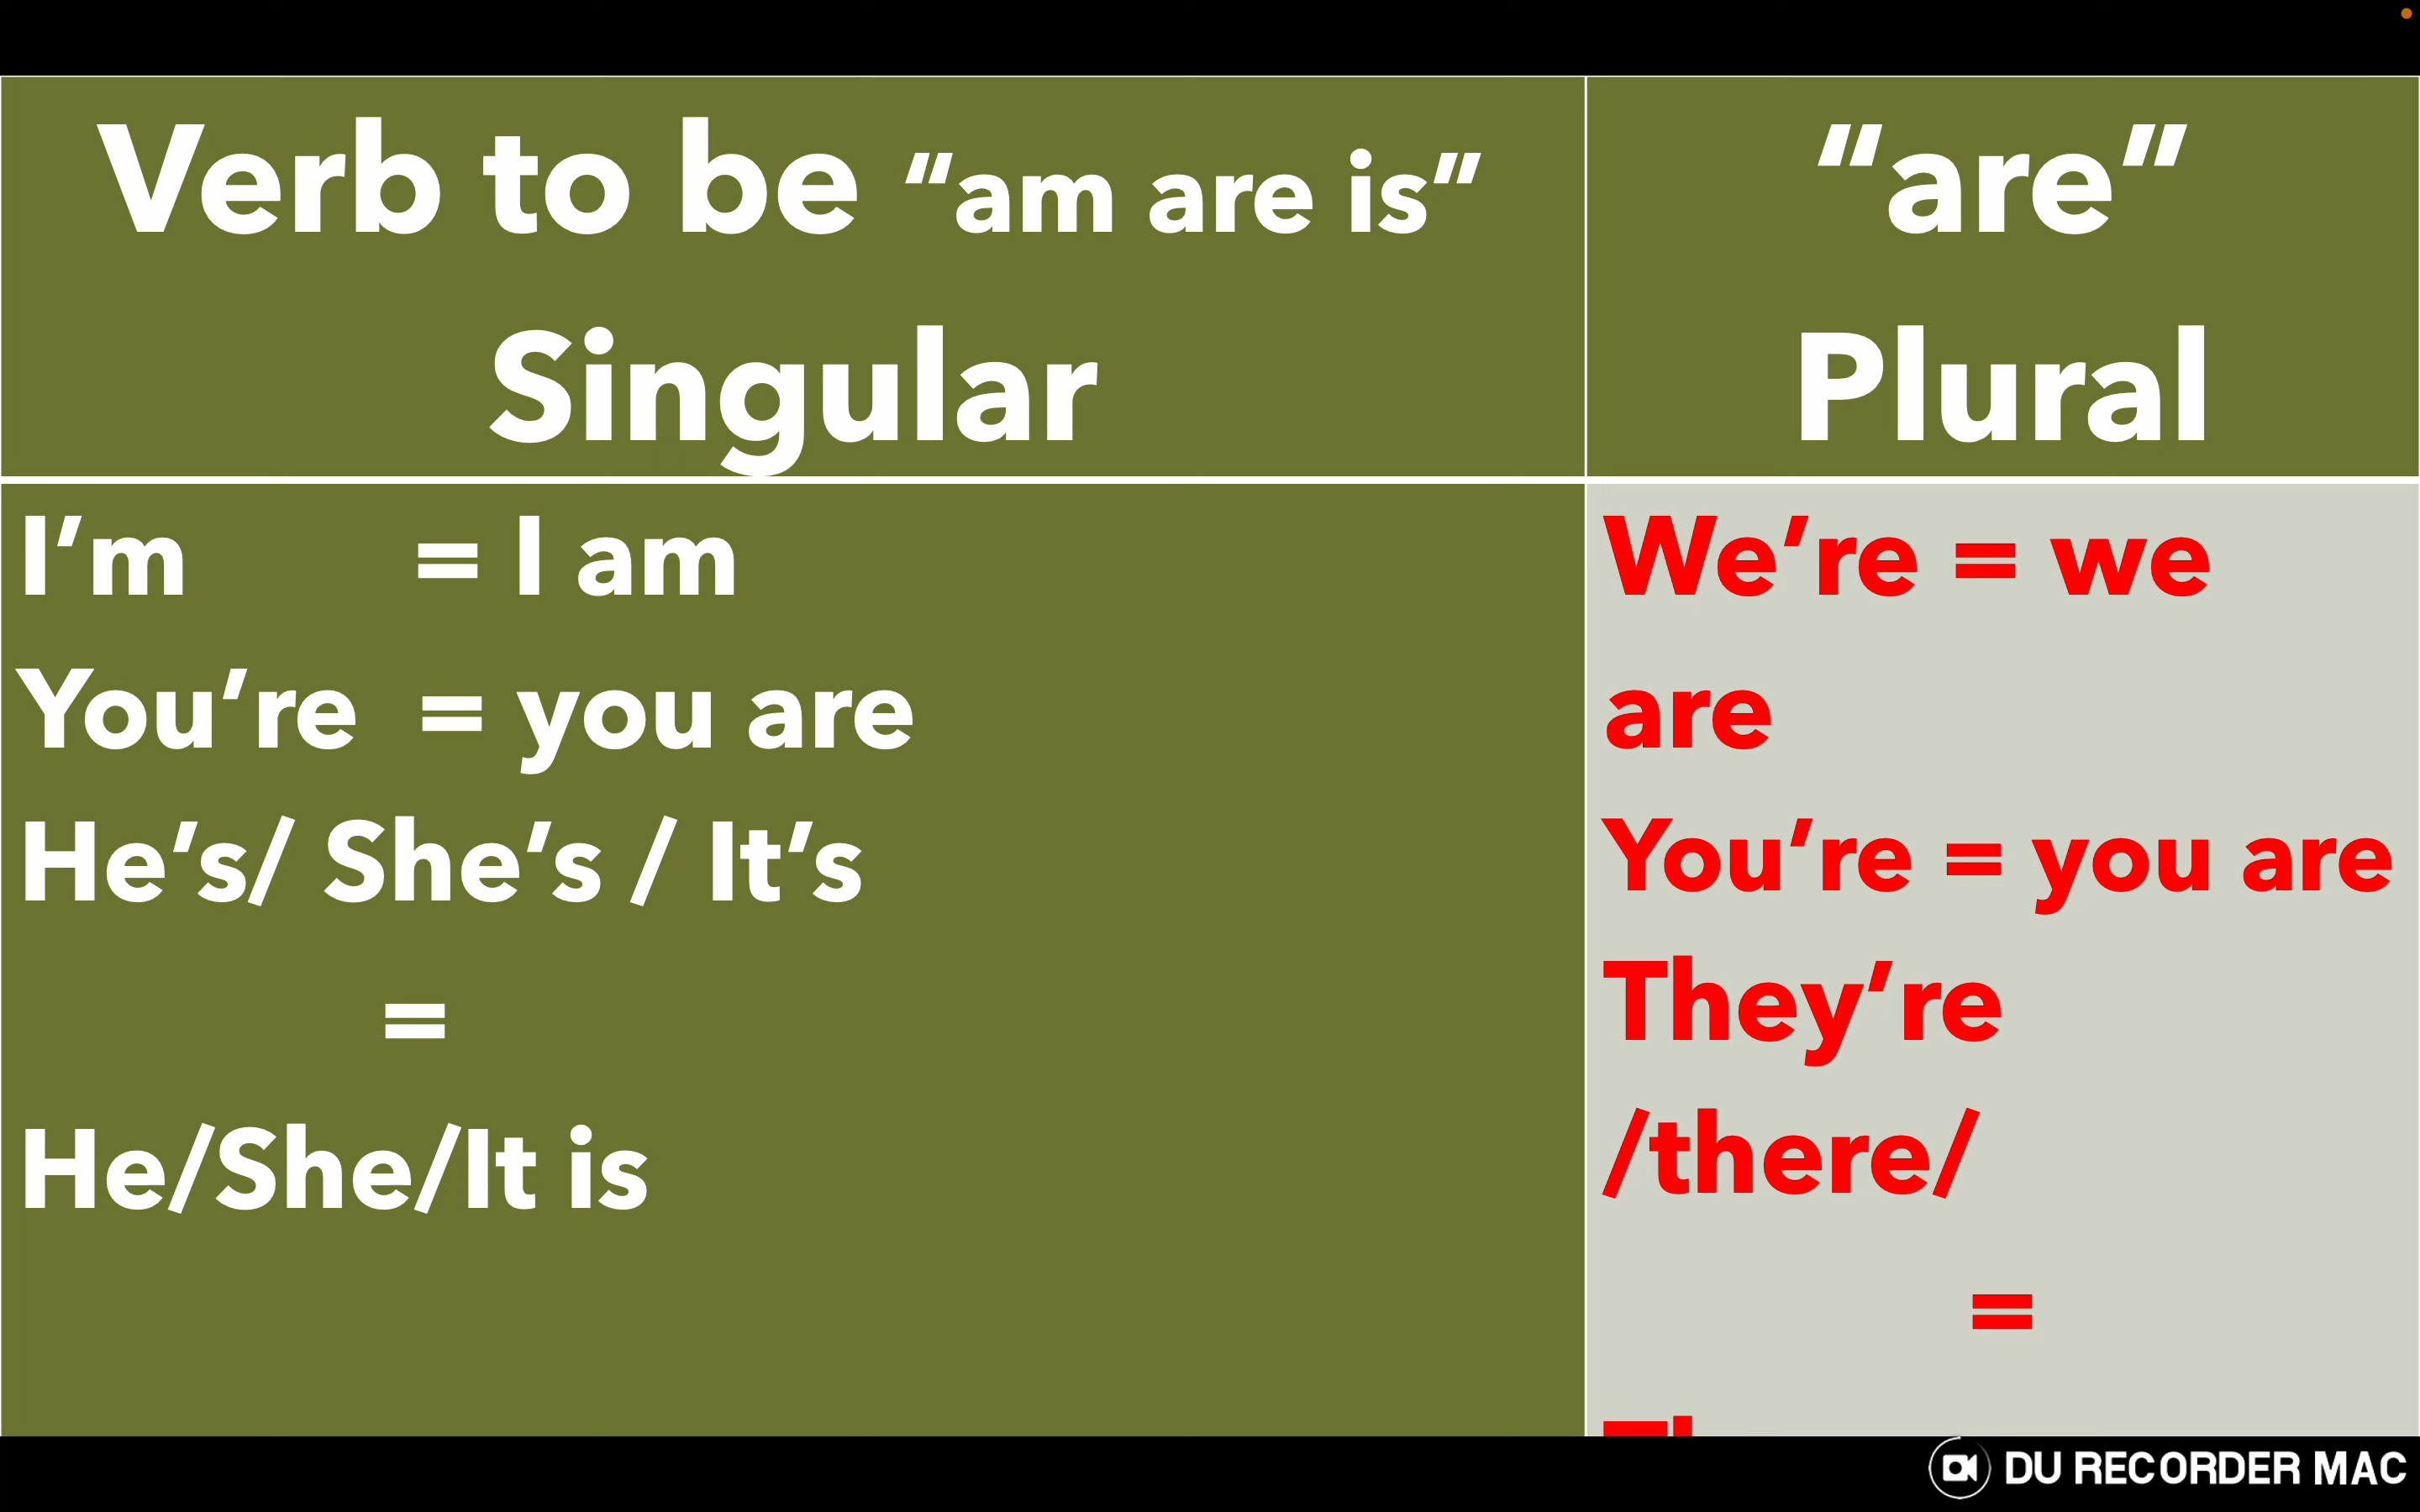 Verb to be “am are is”
Singular
“are”
Plural
I’m = I am
You’re = you are
He’s/ She’s / It’s
=
He/She/It is
We’re = we
are
You’re = you are
They’re
/there/
=
DU RECORDER MAC